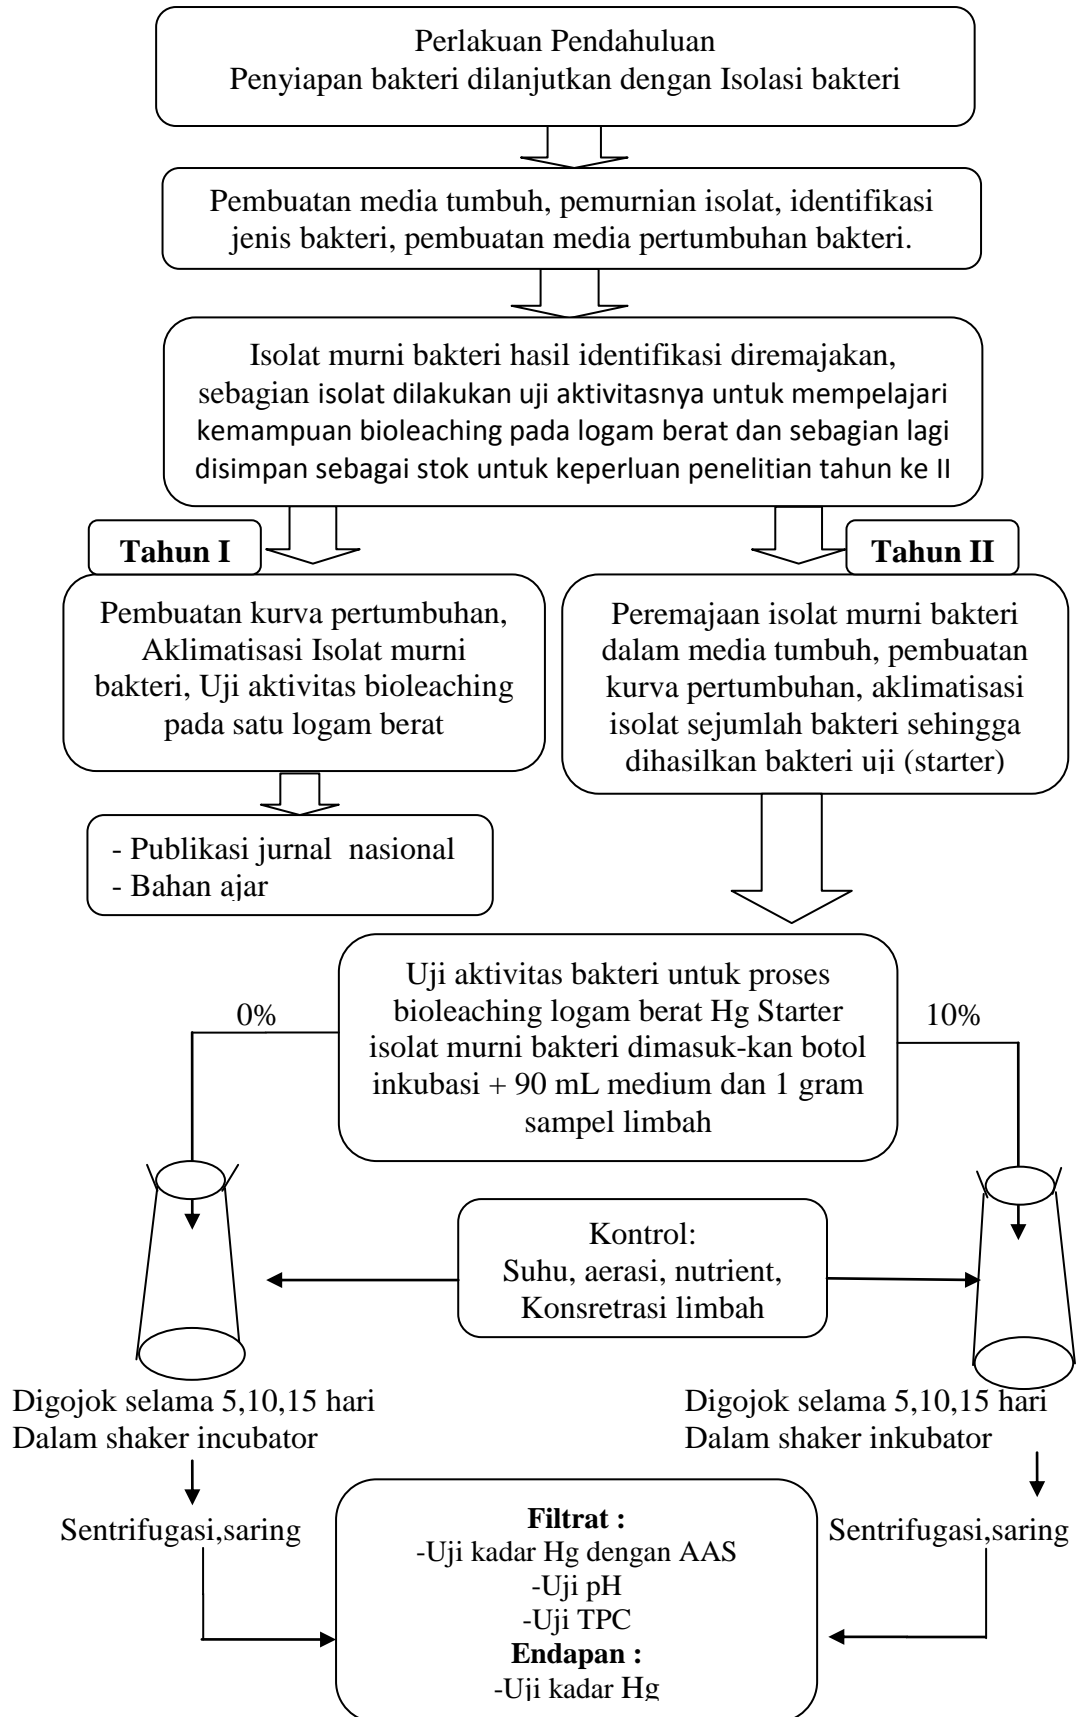 Perlakuan Pendahuluan
Penyiapan bakteri dilanjutkan dengan Isolasi bakteri
Pembuatan media tumbuh, pemurnian isolat, identifikasi
jenis bakteri, pembuatan media pertumbuhan bakteri.
Isolat murni bakteri hasil identifikasi diremajakan,
sebagian isolat dilakukan uji aktivitasnya untuk mempelajari
kemampuan bioleaching pada logam berat dan sebagian lagi
disimpan sebagai stok untuk keperluan penelitian tahun ke II
Tahun I
Pembuatan kurva pertumbuhan,
Aklimatisasi Isolat murni
bakteri, Uji aktivitas bioleaching
pada satu logam berat
- Publikasi jurnal nasional
- Bahan ajar
Tahun II
Peremajaan isolat murni bakteri
dalam media tumbuh, pembuatan
kurva pertumbuhan, aklimatisasi
isolat sejumlah bakteri sehingga
dihasilkan bakteri uji (starter)
Uji aktivitas bakteri untuk proses
bioleaching logam berat Hg Starter
isolat murni bakteri dimasuk-kan botol
inkubasi + 90 mL medium dan 1 gram
sampel limbah
0%
10%
Kontrol:
Suhu, aerasi, nutrient,
Konsretrasi limbah
Digojok selama 5,10,15 hari
Dalam shaker incubator
Digojok selama 5,10,15 hari
Dalam shaker inkubator
Sentrifugasi,saring
Sentrifugasi,saring
Filtrat :
-Uji kadar Hg dengan AAS
-Uji pH
-Uji TPC
Endapan :
-Uji kadar Hg